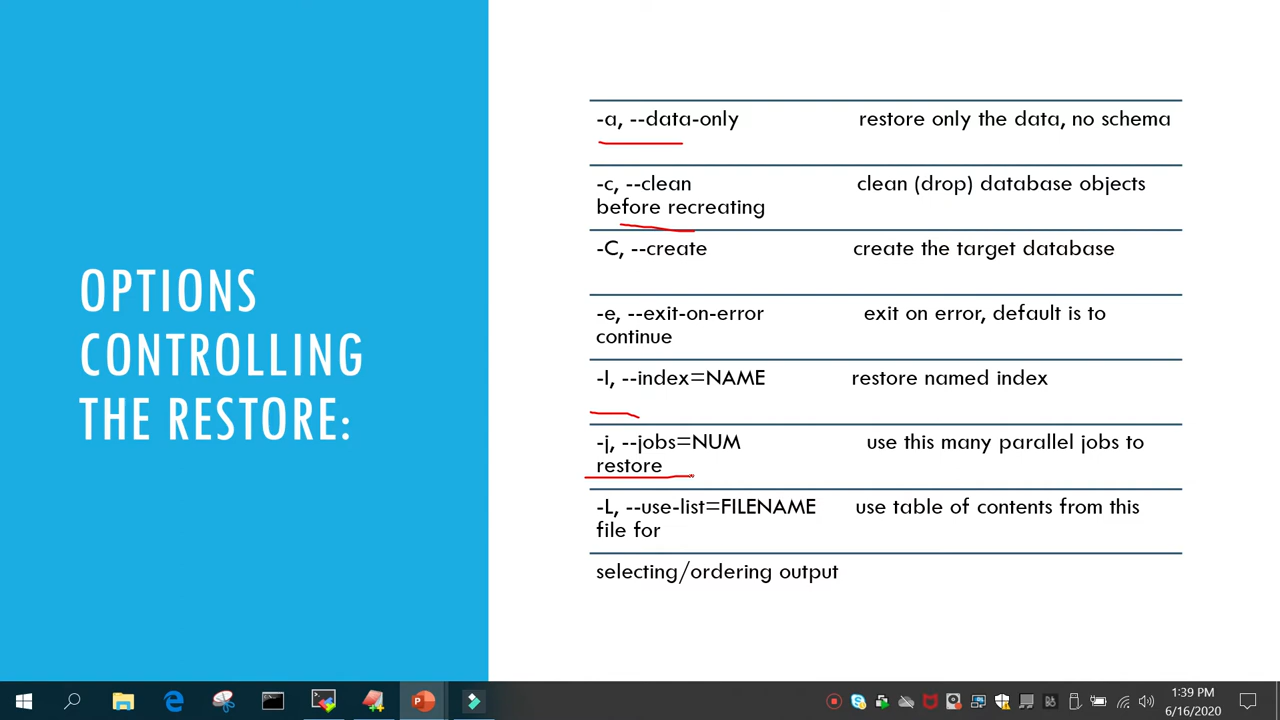 OPTIONS
CONTROLLING
THE RESTORE:
-a, --data-only restore only the data, no schema
-c, --clean clean (drop) database objects
before recreating
-C, --create create the target database
-e, --exit-on-error exit on error, default is to
continue
-I, --index=NAME restore named index
-j, --jobs=NUM use this many parallel jobs to
restore
-L, --use-list=FILENAME use table of contents from this
file for
selecting/ordering output
1:39 PM
6/16/2020